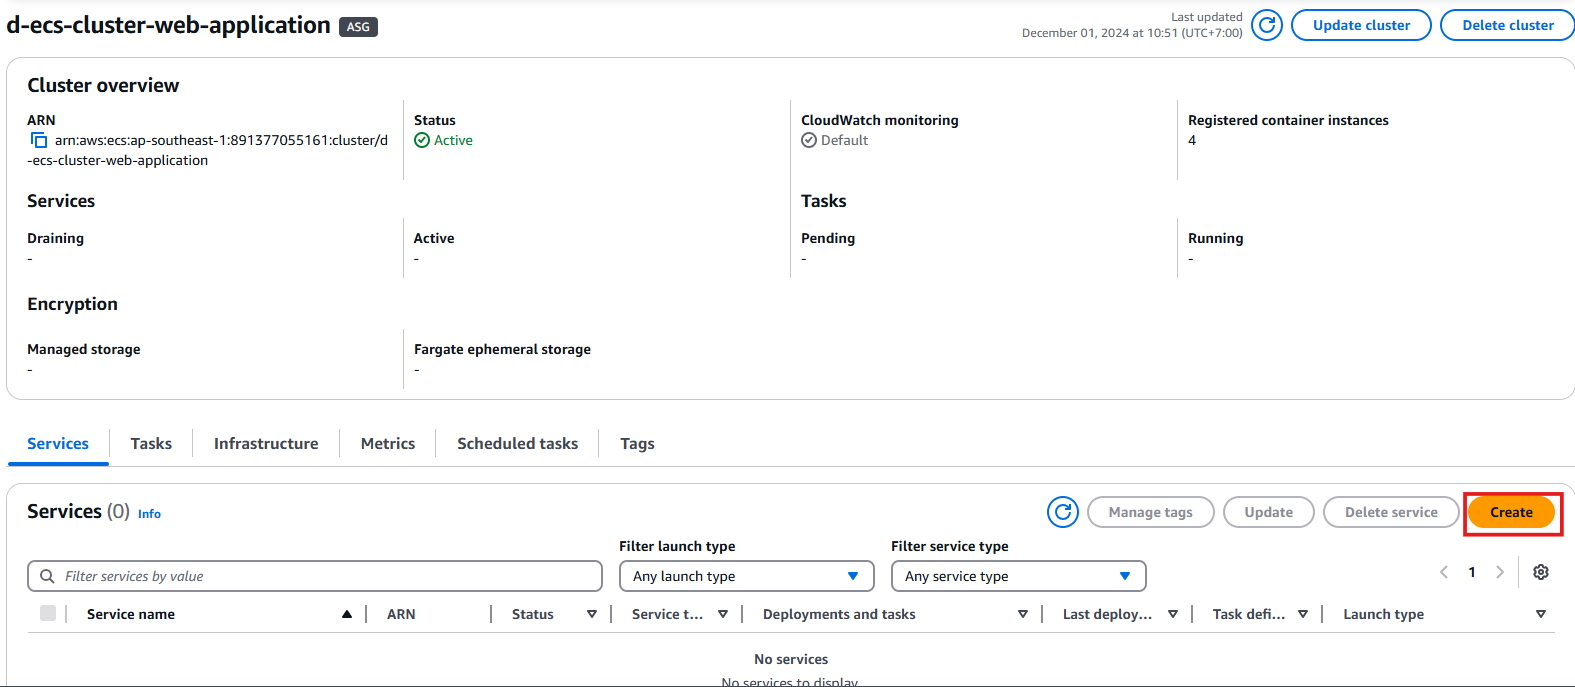 d-ecs-cluster-web-application ASG
Last updated
December 01, 2024 at 10:51 (UTC+7:00)
Update cluster
Delete cluster
Cluster overview
ARN
arn:aws:ecs:ap-southeast-1:891377055161:cluster/d
-ecs-cluster-web-application
Status
Active
CloudWatch monitoring
Default
Registered container instances
4
Services
Draining
-
Active
-
Tasks
Pending
-
Running
-
Encryption
Managed storage
-
Fargate ephemeral storage
-
Services Tasks Infrastructure Metrics Scheduled tasks Tags
Services (0) Info
Manage tags Update Delete service Create
Filter services by value
Filter launch type
Any launch type
Filter service type
Any service type
1
Service name ARN Status Service t... Deployments and tasks Last deploy... Task defi... Launch type
No services
No services to display